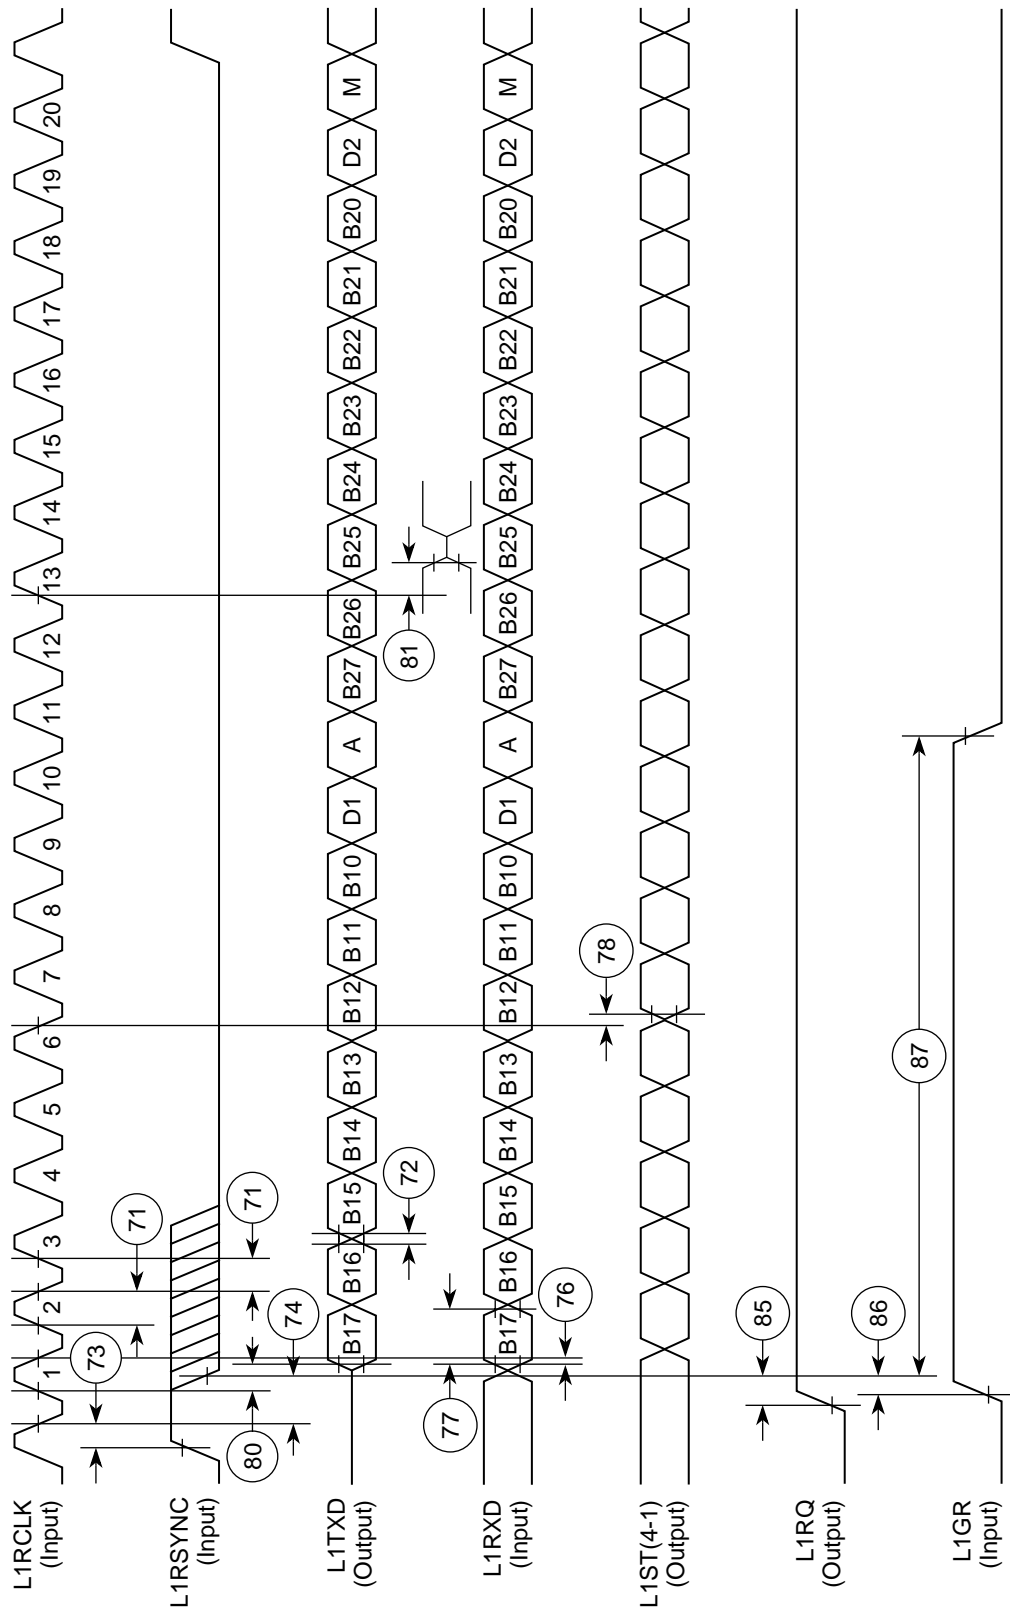 L1RCLK
(Input)
1 2 3 4 5 6 7 8 9 10 11 12 13 14 15 16 17 18 19 20
73
71
L1RSYNC
(Input)
80
74
71
L1TXD
(Output)
B17 B16 B15 B14 B13 B12 B11 B10 D1 A B27 B26 B25 B24 B23 B22 B21 B20 D2 M
72
81
77
L1RXD
(Input)
B17 B16 B15 B14 B13 B12 B11 B10 D1 A B27 B26 B25 B24 B23 B22 B21 B20 D2 M
76
78
L1ST(4-1)
(Output)
85
L1RQ
(Output)
86
87
L1GR
(Input)